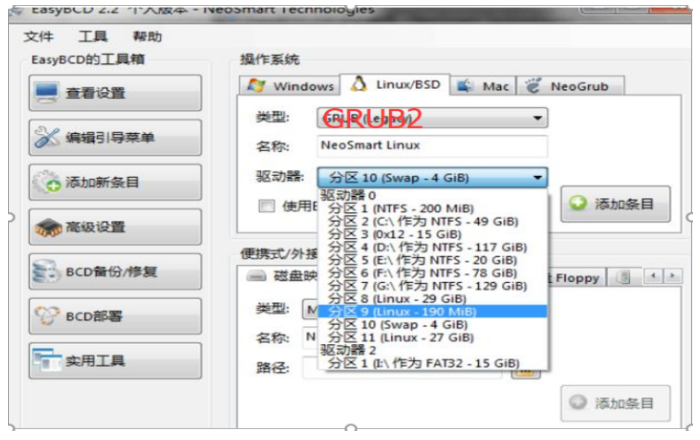 EasyBCD 2.2 个人版本 - NeoSmart Technologies
文件 工具 帮助
EasyBCD的工具箱
查看设置
编辑引导菜单
添加新条目
高级设置
BCD备份/修复
BCD部署
实用工具
操作系统
Windows Linux/BSD Mac NeoGrub
类型: GRUB (Legacy)
GRUB2
名称: NeoSmart Linux
驱动器: 分区 10 (Swap - 4 GiB)
驱动器 0
分区 1 (NTFS - 200 MiB)
分区 2 (C:\ 作为 NTFS - 49 GiB)
分区 3 (0x12 - 15 GiB)
分区 4 (D:\ 作为 NTFS - 117 GiB)
分区 5 (E:\ 作为 NTFS - 20 GiB)
分区 6 (F:\ 作为 NTFS - 78 GiB)
分区 7 (G:\ 作为 NTFS - 129 GiB)
分区 8 (Linux - 29 GiB)
分区 9 (Linux - 190 MiB)
分区 10 (Swap - 4 GiB)
分区 11 (Linux - 27 GiB)
驱动器 2
分区 1 (I:\ 作为 FAT32 - 15 GiB)
使用
添加条目
便携式/外接
磁盘映 Floppy
类型: M
名称: N
路径:
添加条目